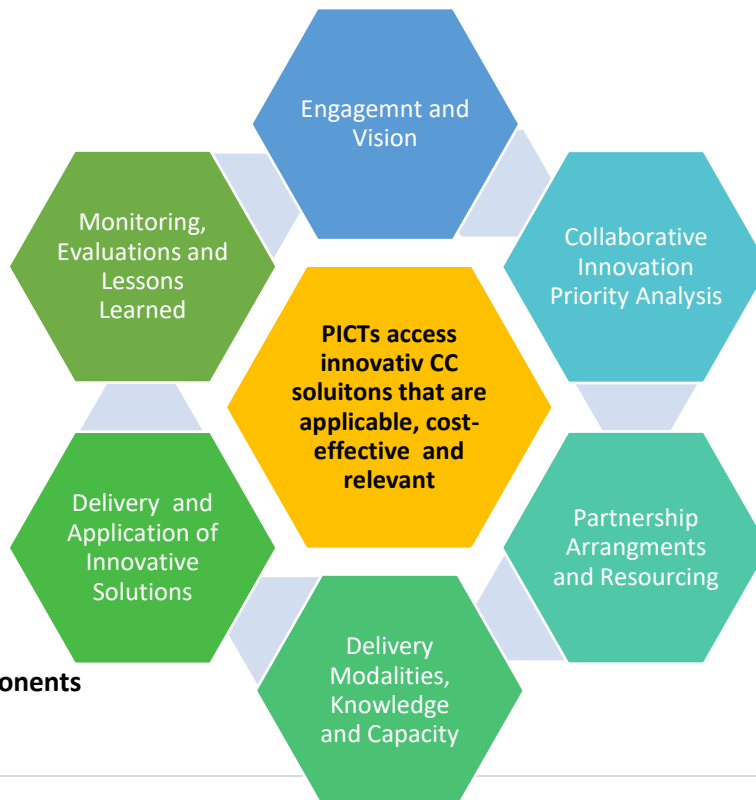 Engagemnt and
Vision
Collaborative
Innovation
Priority Analysis
Partnership
Arrangments
and Resourcing
Delivery
Modalities,
Knowledge
and Capacity
Delivery and
Application of
Innovative
Solutions
Monitoring,
Evaluations and
Lessons
Learned
PICTs access
innovativ CC
soluitons that are
applicable, cost-
effective and
relevant
onents